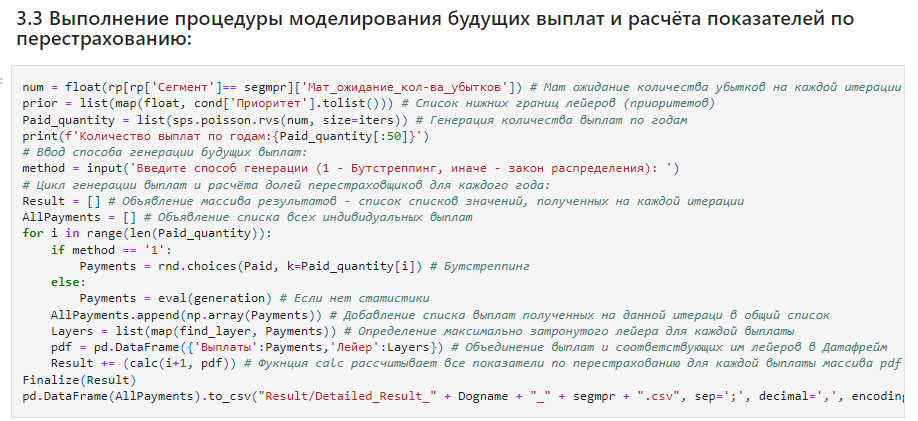 3.3 Выполнение процедуры моделирования будущих выплат и расчёта показателей по
перестрахованию:
num = float(rp[rp['Сегмент']== segmpr]['Мат_ожидание_кол-ва_убытков']) # Мат ожидание количества убытков на каждой итерации
prior = list(map(float, cond['Приоритет'].tolist())) # Список нижних границ лейеров (приоритетов)
Paid_quantity = list(sps.poisson.rvs(num, size=iters)) # Генерация количества выплат по годам
print(f'Количество выплат по годам:{Paid_quantity[:50]}')
# Ввод способа генерации будущих выплат:
method = input('Введите способ генерации (1 - Бутстреппинг, иначе - закон распределения): ')
# Цикл генерации выплат и расчёта долей перестраховщиков для каждого года:
Result = [] # Объявление массива результатов - список списков значений, полученных на каждой итерации
AllPayments = [] # Объявление списка всех индивидуальных выплат
for i in range(len(Paid_quantity)):
    if method == '1':
        Payments = rnd.choices(Paid, k=Paid_quantity[i]) # Бутстреппинг
    else:
        Payments = eval(generation) # Если нет статистики
    AllPayments.append(np.array(Payments)) # Добавление списка выплат полученных на данной итераци в общий список
    Layers = list(map(find_layer, Payments)) # Определение максимально затронутого лейера для каждой выплаты
    pdf = pd.DataFrame({'Выплаты':Payments,'Лейер':Layers}) # Объединение выплат и соответствующих им лейеров в Датафрейм
    Result += (calc(i+1, pdf)) # Фукнция calc рассчитывает все показатели по перестрахованию для каждой выплаты массива pdf
Finalize(Result)
pd.DataFrame(AllPayments).to_csv("Result/Detailed_Result_" + Dogname + "_" + segmpr + ".csv", sep=';', decimal=',', encoding